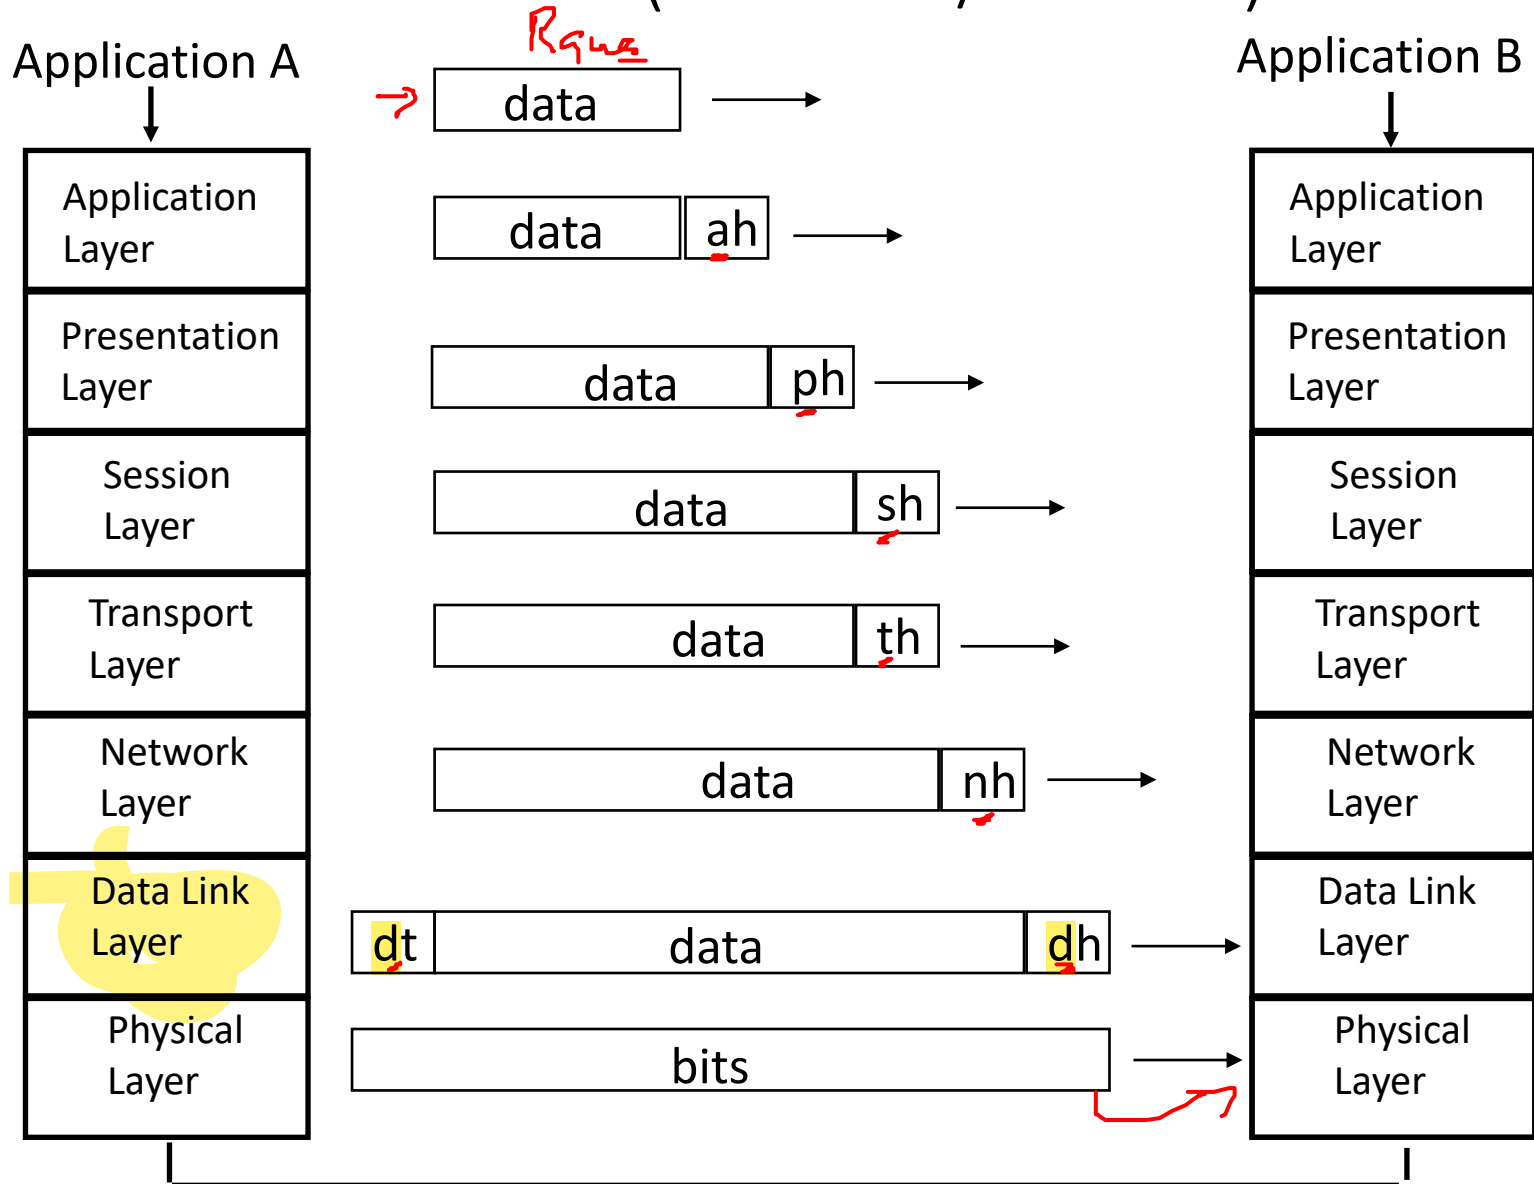 Application A
Application B
data
Application
Layer
data
ah
Application
Layer
Presentation
Layer
data
ph
Presentation
Layer
Session
Layer
data
sh
Session
Layer
Transport
Layer
data
th
Transport
Layer
Network
Layer
data
nh
Network
Layer
Data Link
Layer
dt
data
dh
Data Link
Layer
Physical
Layer
bits
Physical
Layer